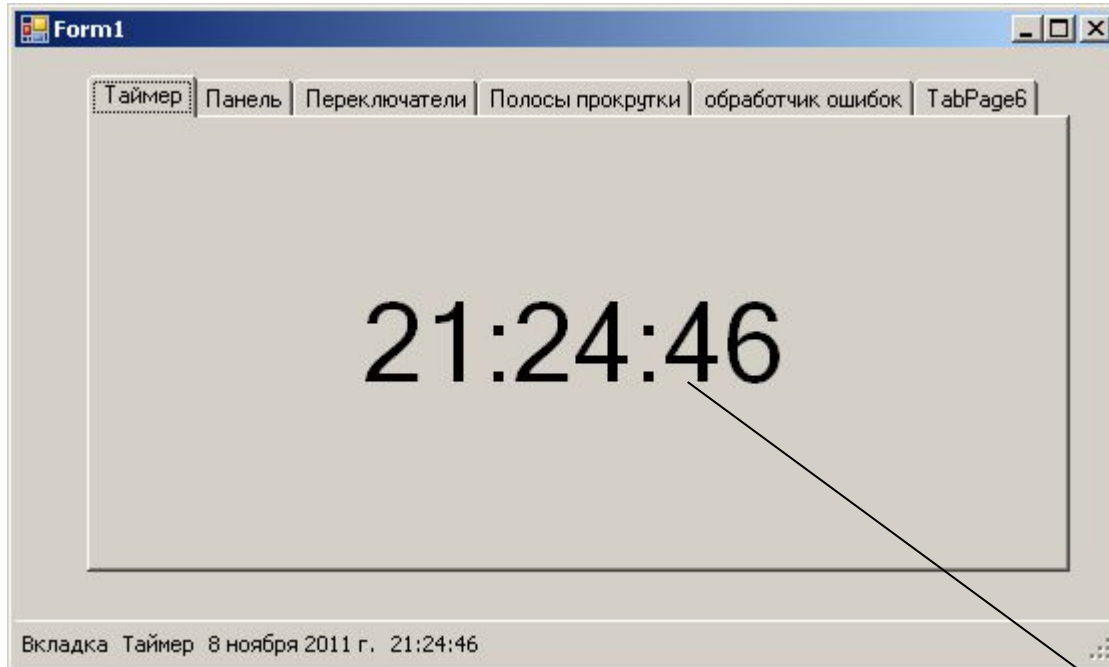 Form1
Таймер Панель Переключатели Полосы прокрутки обработчик ошибок TabPage6
21:24:46
Вкладка Таймер 8 ноября 2011 г. 21:24:46